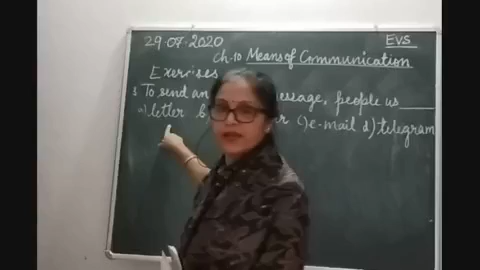 29-07-2020 EVS
Ch-10 Means of Communication
Exercises
To send an message, people us
a) letter b c) e-mail d) telegram